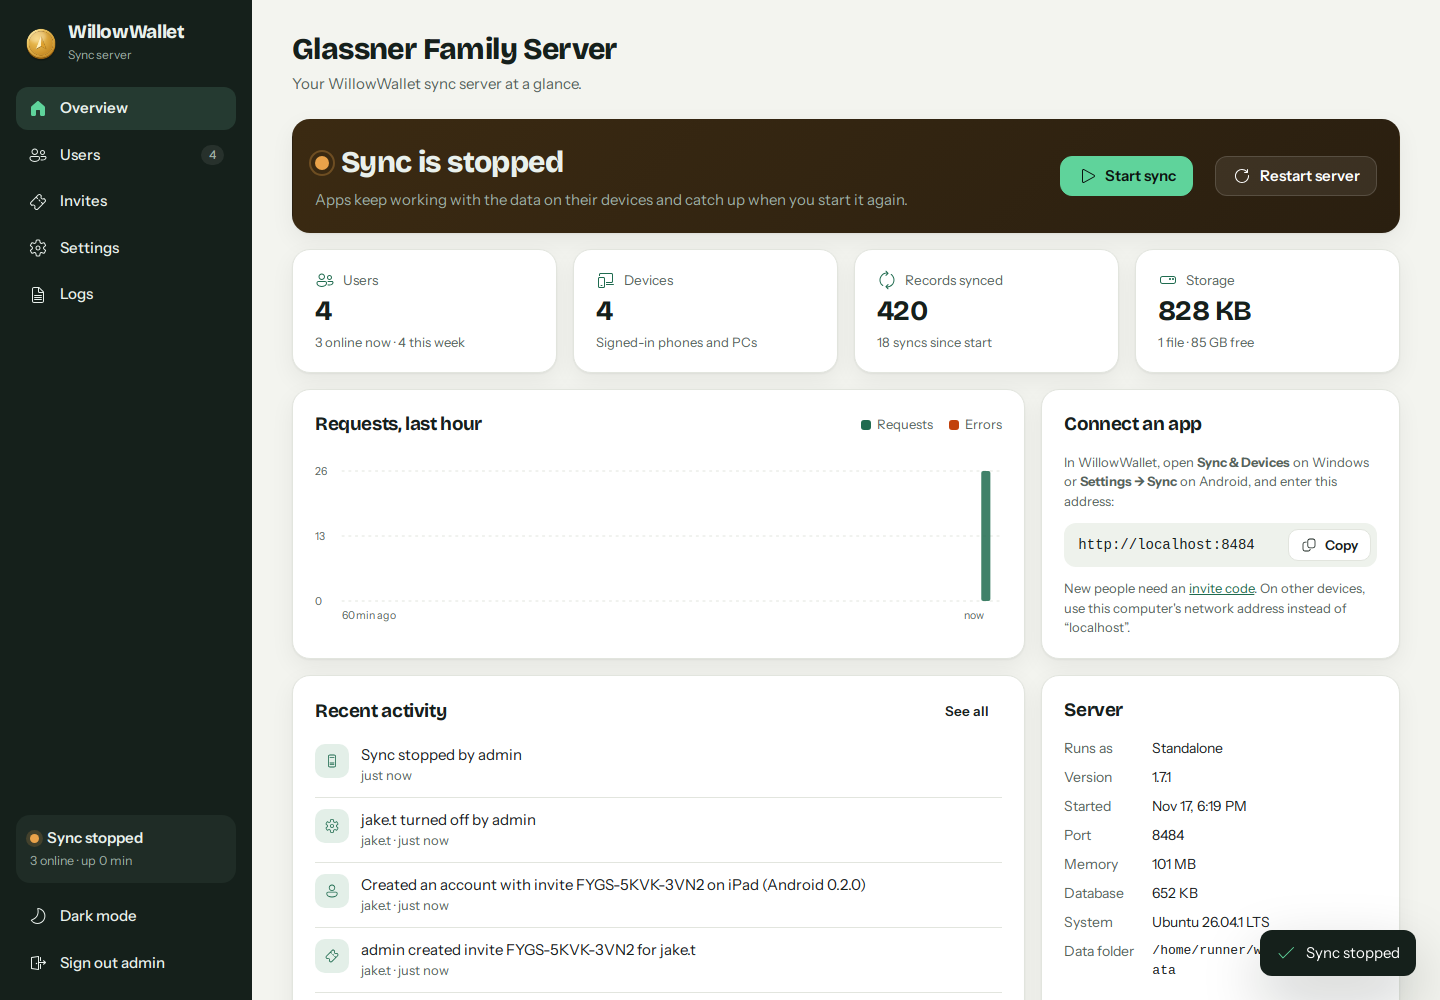 WillowWallet
Sync server
Overview
Users
4
Invites
Settings
Logs
Sync stopped
3 online · up 0 min
Dark mode
Sign out admin
Glassner Family Server
Your WillowWallet sync server at a glance.
Sync is stopped
Apps keep working with the data on their devices and catch up when you start it again.
Start sync
Restart server
Users
4
3 online now · 4 this week
Devices
4
Signed-in phones and PCs
Records synced
420
18 syncs since start
Storage
828 KB
1 file · 85 GB free
Requests, last hour
Requests
Errors
26
13
0
60 min ago
now
Connect an app
In WillowWallet, open Sync & Devices on Windows
or Settings → Sync on Android, and enter this
address:
http://localhost:8484
Copy
New people need an invite code. On other devices,
use this computer's network address instead of
“localhost”.
Recent activity
See all
Sync stopped by admin
just now
jake.t turned off by admin
jake.t · just now
Created an account with invite FYGS-5KVK-3VN2 on iPad (Android 0.2.0)
jake.t · just now
admin created invite FYGS-5KVK-3VN2 for jake.t
jake.t · just now
Server
Runs as Standalone
Version 1.7.1
Started Nov 17, 6:19 PM
Port 8484
Memory 101 MB
Database 652 KB
System Ubuntu 26.04.1 LTS
Data folder /home/runner/
ata
Sync stopped